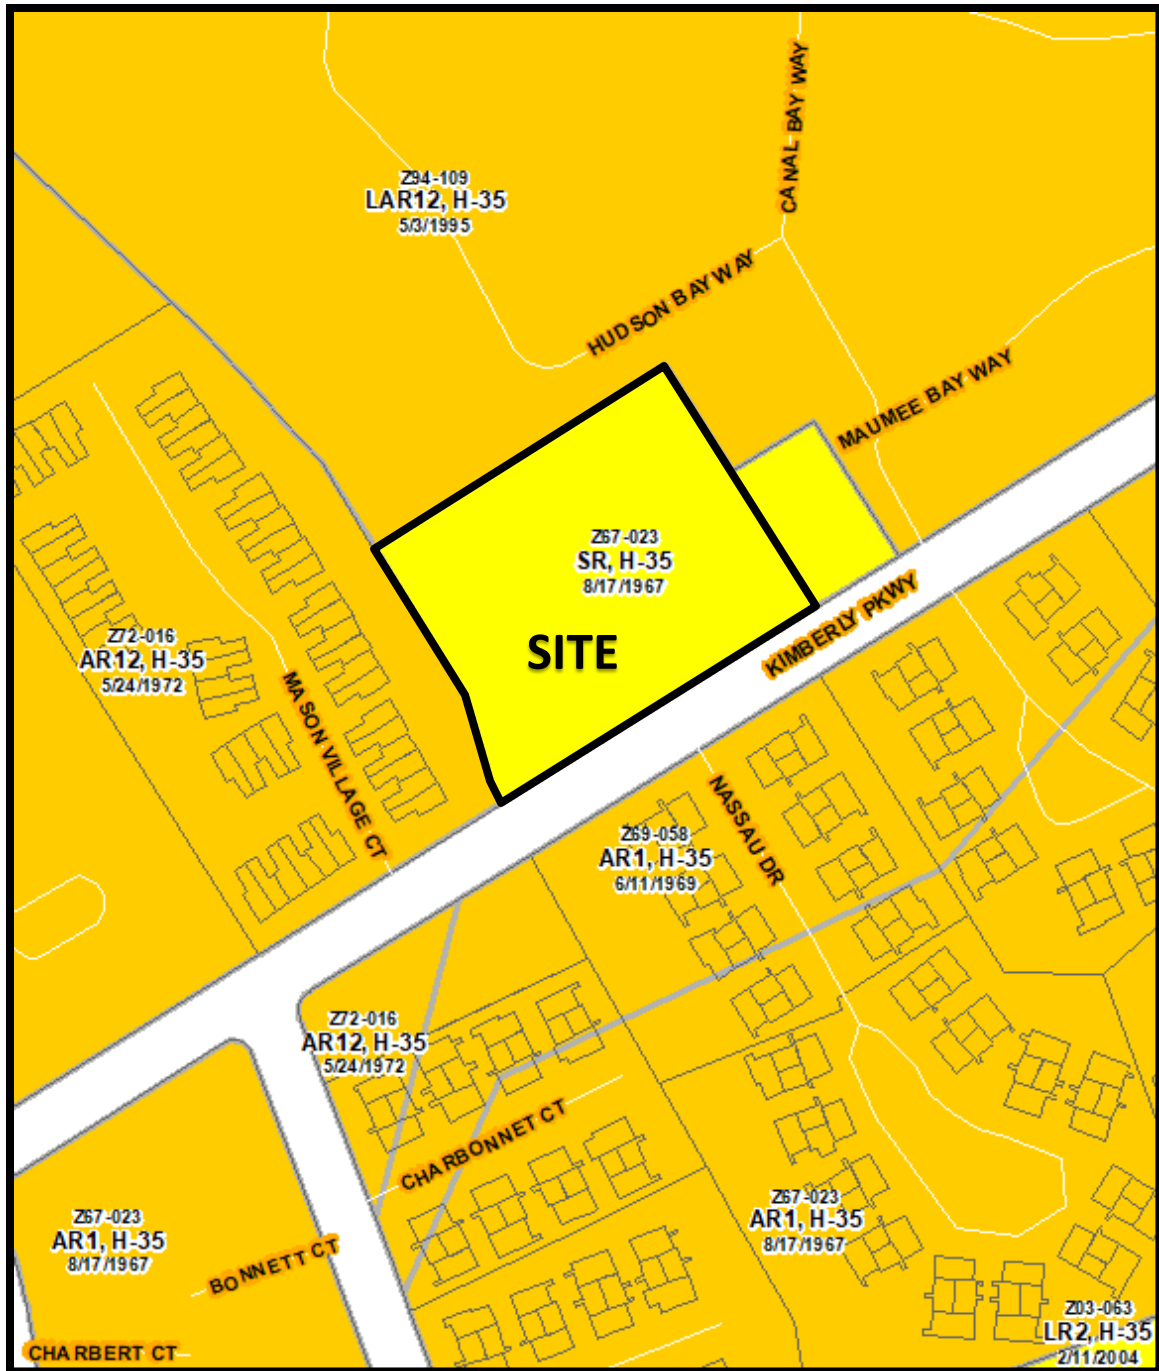 CANAL BAY WAY
Z94-109
LAR12, H-35
5/3/1995
HUDSON BAY WAY
MAUMEE BAY WAY
Z67-023
SR, H-35
8/17/1967
SITE
KIMBERLY PKWY
Z72-016
AR12, H-35
5/24/1972
MASON VILLAGE CT
NASSAU DR
Z69-058
AR1, H-35
6/11/1969
Z72-016
AR12, H-35
5/24/1972
CHARBONNET CT
Z67-023
AR1, H-35
8/17/1967
Z67-023
AR1, H-35
8/17/1967
BONNETT CT
Z03-063
LR2, H-35
2/11/2004
CHARBERT CT